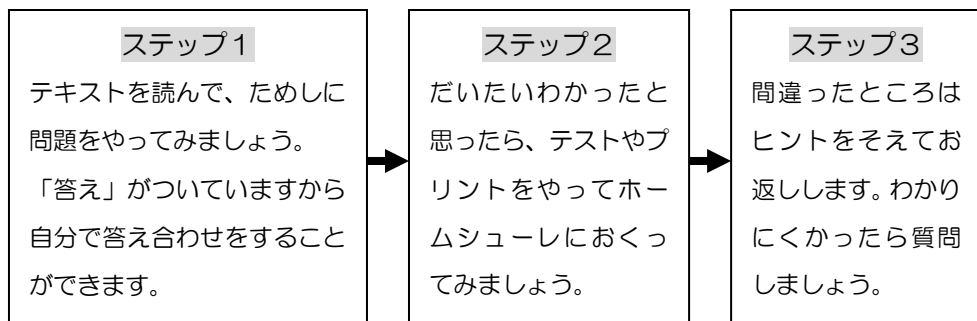 ステップ1
テキストを読んで、ためしに
問題をやってみましょう。
「答え」がついていますから
自分で答え合わせをすること
ができます。
ステップ2
だいたいわかったと
思ったら、テストやプ
リントをやってホー
ムシューレにおくっ
てみましょう。
ステップ3
間違ったところは
ヒントをそえてお
返しします。わかり
にくかったら質問
しましょう。